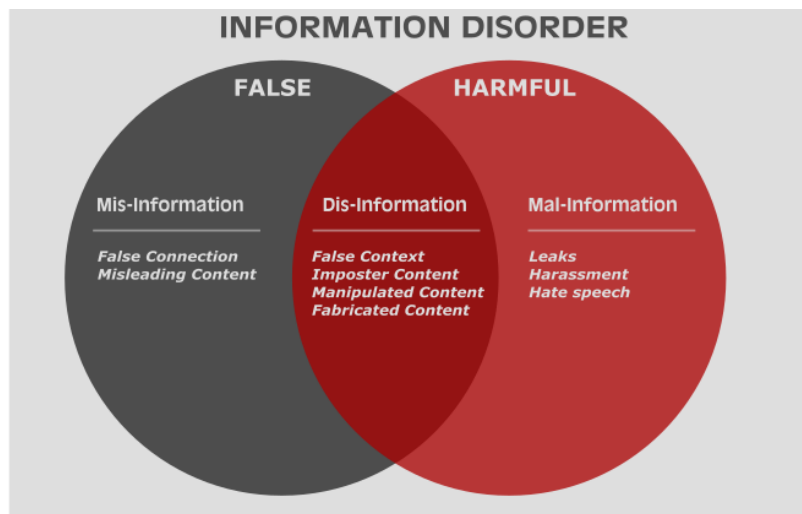 INFORMATION DISORDER
FALSE
HARMFUL
Mis-Information
False Connection
Misleading Content
Dis-Information
False Context
Imposter Content
Manipulated Content
Fabricated Content
Mal-Information
Leaks
Harassment
Hate speech